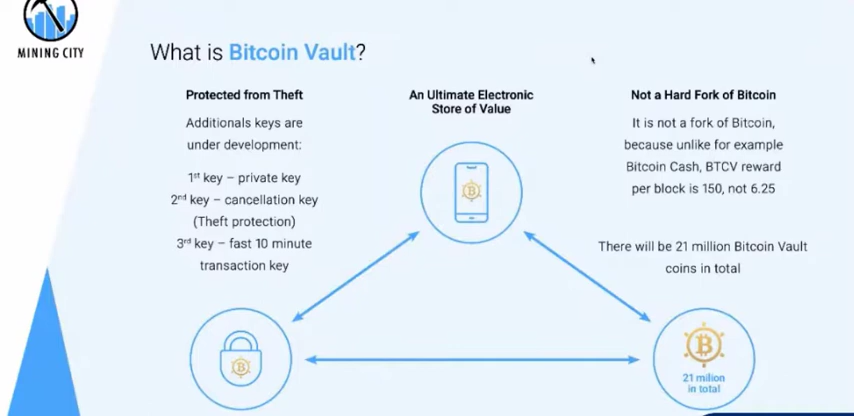 MINING CITY
What is Bitcoin Vault?
Protected from Theft
Additionals keys are
under development:
1st key – private key
2nd key – cancellation key
(Theft protection)
3rd key – fast 10 minute
transaction key
An Ultimate Electronic
Store of Value
Not a Hard Fork of Bitcoin
It is not a fork of Bitcoin,
because unlike for example
Bitcoin Cash, BTCV reward
per block is 150, not 6.25
There will be 21 million Bitcoin Vault
coins in total
21 milion
in total